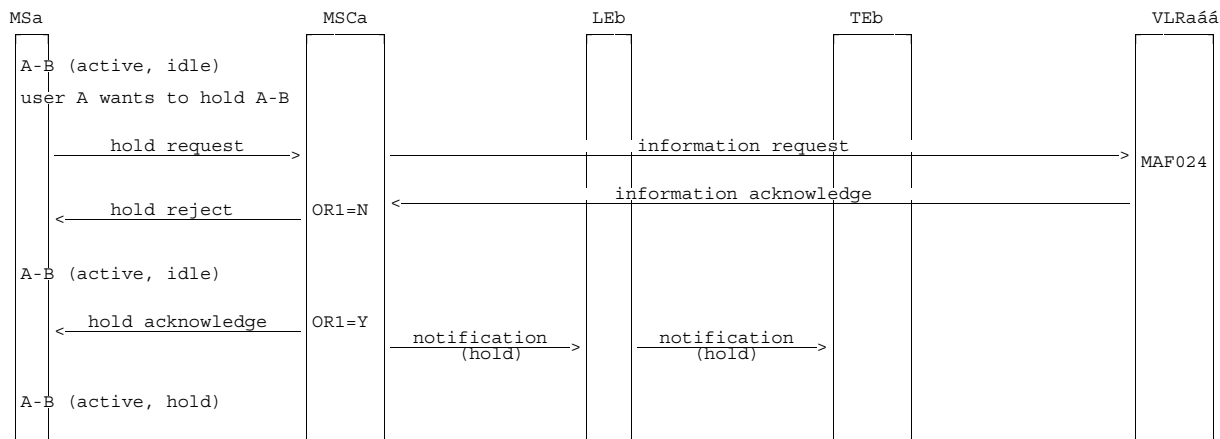 MSa MSCa LEb TEb VLRaáá
A-B (active, idle)
user A wants to hold A-B
hold request information request
MAF024
information acknowledge
hold reject OR1=N
A-B (active, idle)
hold acknowledge OR1=Y
notification notification
(hold) (hold)
A-B (active, hold)